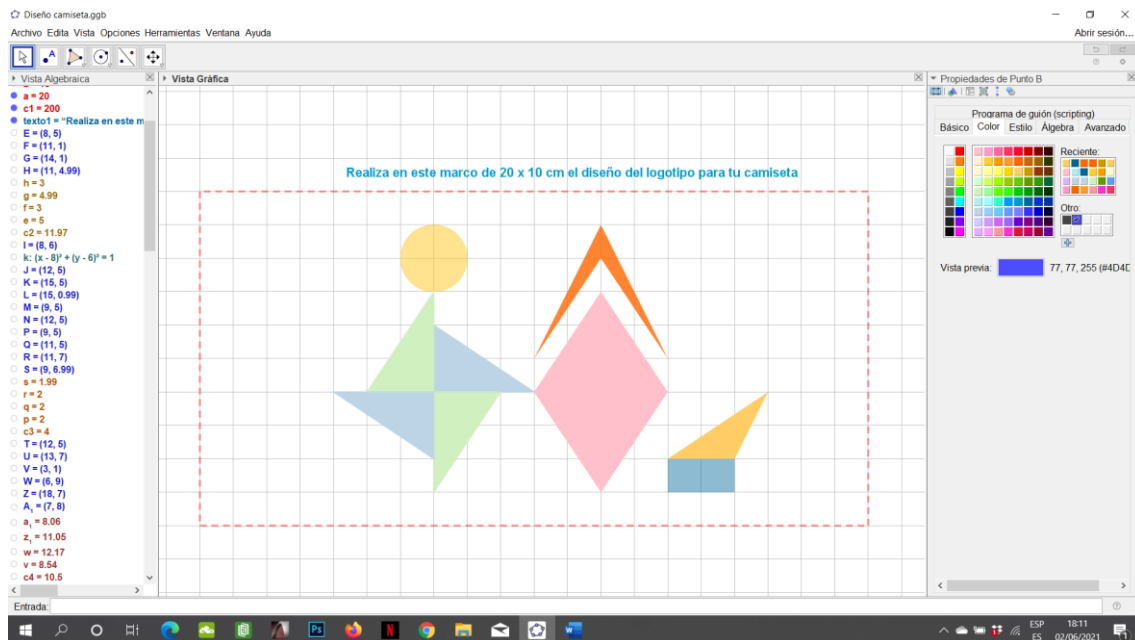 Diseño camiseta.ggb
Archivo Edita Vista Opciones Herramientas Ventana Ayuda
Abrir sesión...
Vista Algebraica
a = 20
c1 = 200
texto1 = "Realiza en este m
E = (8, 5)
F = (11, 1)
G = (14, 1)
H = (11, 4.99)
h = 3
g = 4.99
f = 3
e = 5
c2 = 11.97
I = (8, 6)
k: (x - 8)² + (y - 6)² = 1
J = (12, 5)
K = (15, 5)
L = (15, 0.99)
M = (9, 5)
N = (12, 5)
P = (9, 5)
Q = (11, 5)
R = (11, 7)
S = (9, 6.99)
s = 1.99
r = 2
q = 2
p = 2
c3 = 4
T = (12, 5)
U = (13, 7)
V = (3, 1)
W = (6, 9)
Z = (18, 7)
A₁ = (7, 8)
a₁ = 8.06
z₁ = 11.05
w = 12.17
v = 8.54
c4 = 10.5
Vista Gráfica
Realiza en este marco de 20 x 10 cm el diseño del logotipo para tu camiseta
Propiedades de Punto B
Programa de guión (scripting)
Básico Color Estilo Álgebra Avanzado
Reciente:
Otro:
Vista previa: 77, 77, 255 (#4D4D
Entrada:
Ps
N
ESP
ES
18:11
02/06/2021